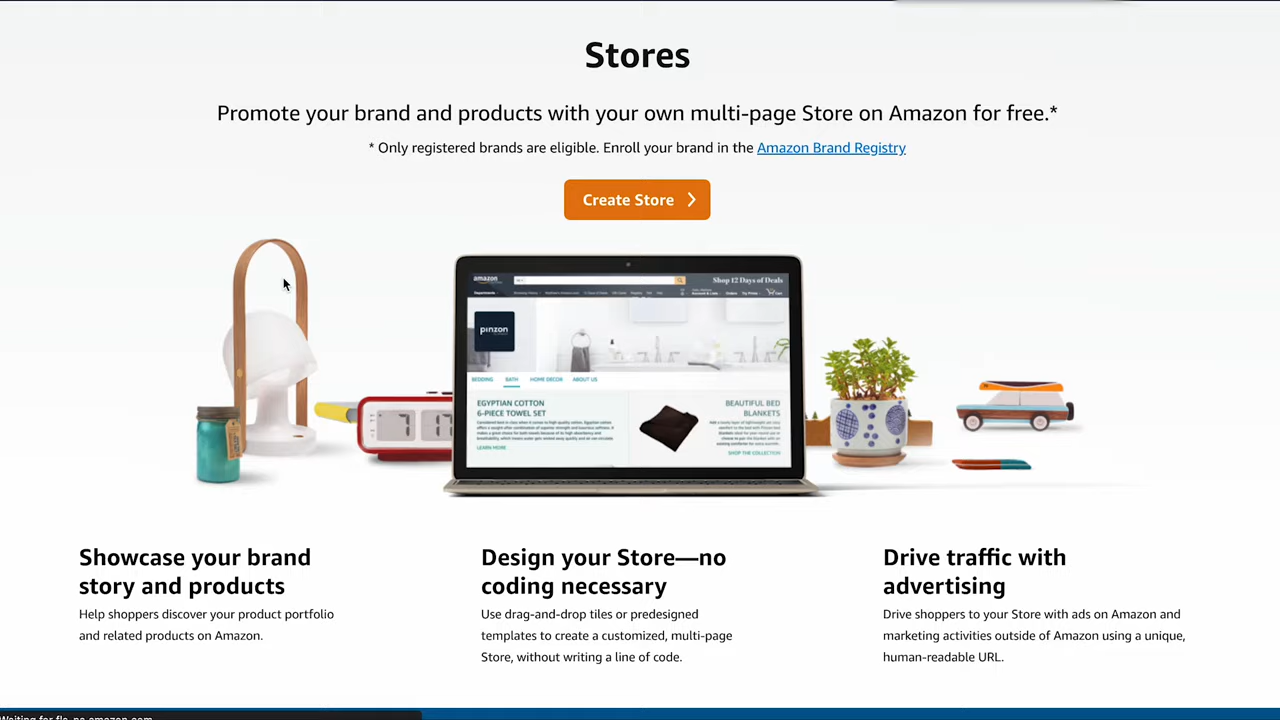 Stores
Promote your brand and products with your own multi-page Store on Amazon for free.*
* Only registered brands are eligible. Enroll your brand in the Amazon Brand Registry
Create Store
amazon
Shop 12 Days of Deals
Departments
pinzon
BEDDING BATH HOME DECOR ABOUT US
EGYPTIAN COTTON
6-PIECE TOWEL SET
LEARN MORE
BEAUTIFUL BED
BLANKETS
SHOP THE COLLECTION
Showcase your brand
story and products
Help shoppers discover your product portfolio
and related products on Amazon.
Design your Store—no
coding necessary
Use drag-and-drop tiles or predesigned
templates to create a customized, multi-page
Store, without writing a line of code.
Drive traffic with
advertising
Drive shoppers to your Store with ads on Amazon and
marketing activities outside of Amazon using a unique,
human-readable URL.